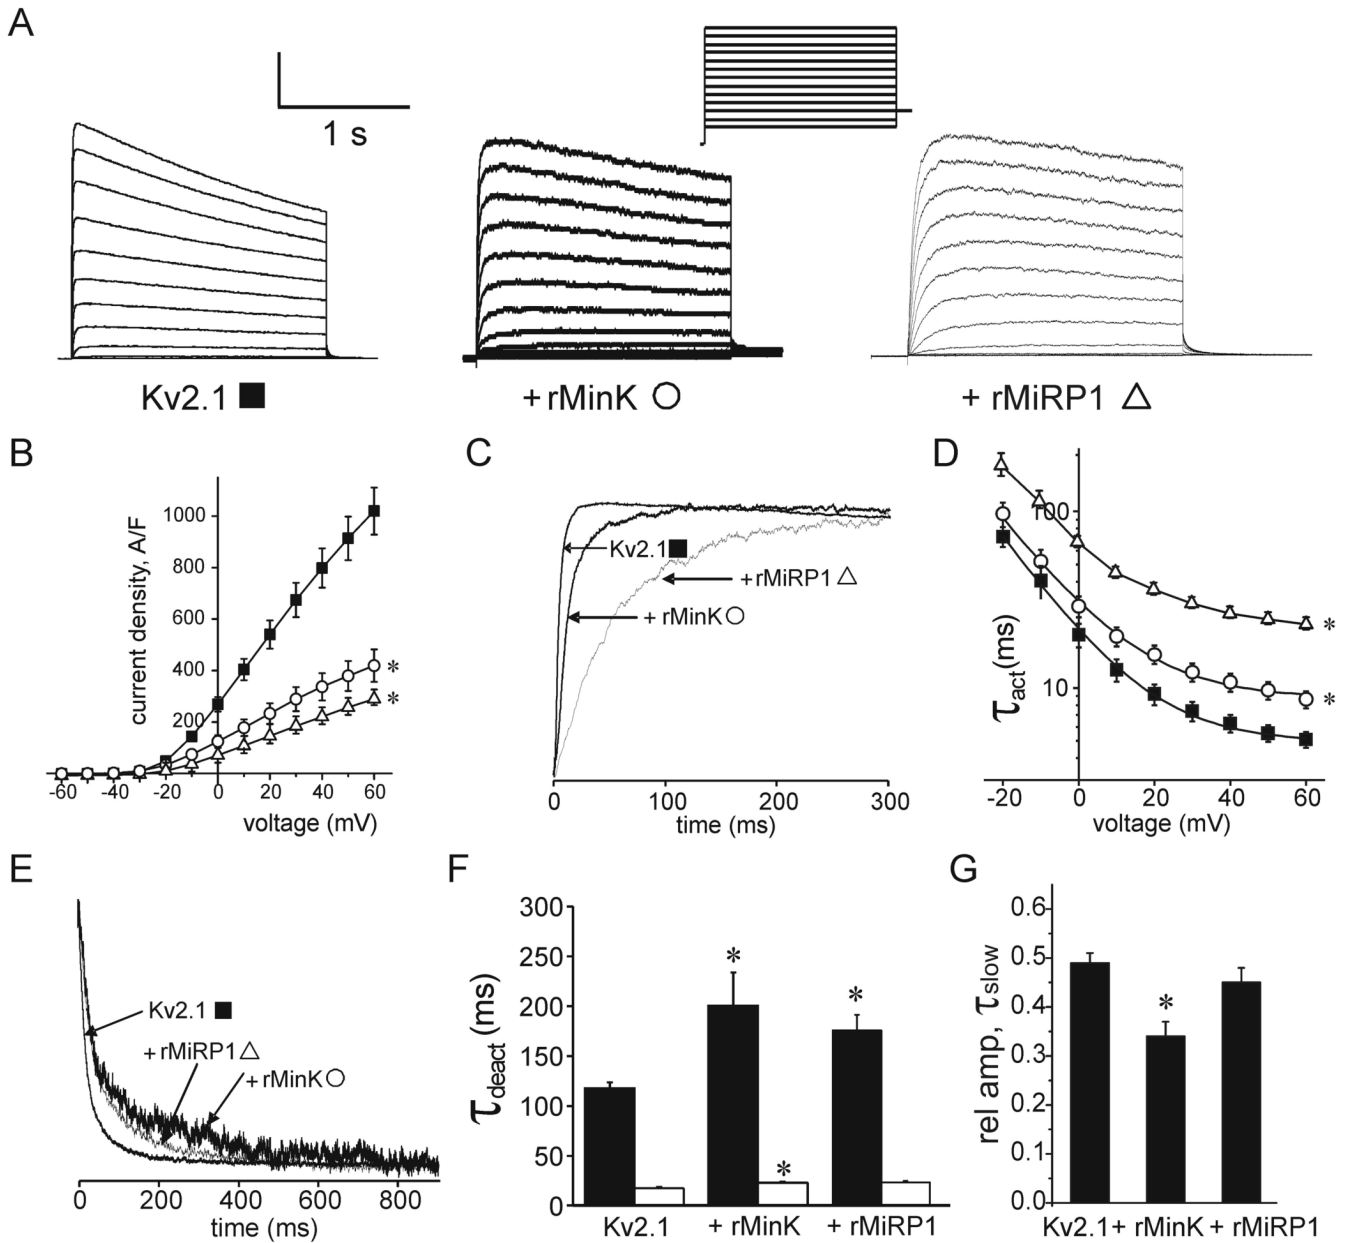 A
1 s
Kv2.1 ■
+ rMinK ○
+ rMiRP1 △
B
current density, A/F
1000
800
600
400
200
*
*
-60 -40 -20 0 20 40 60
voltage (mV)
C
Kv2.1 ■
+rMiRP1 △
+ rMinK ○
0 100 200 300
time (ms)
D
τact(ms)
100
10
*
*
-20 0 20 40 60
voltage (mV)
E
Kv2.1 ■
+rMiRP1 △
+rMinK ○
0 200 400 600 800
time (ms)
F
τdeact (ms)
300
250
200
150
100
50
0
*
*
*
Kv2.1 + rMinK + rMiRP1
G
rel amp, τslow
0.6
0.5
0.4
0.3
0.2
0.1
0.0
*
Kv2.1 + rMinK + rMiRP1